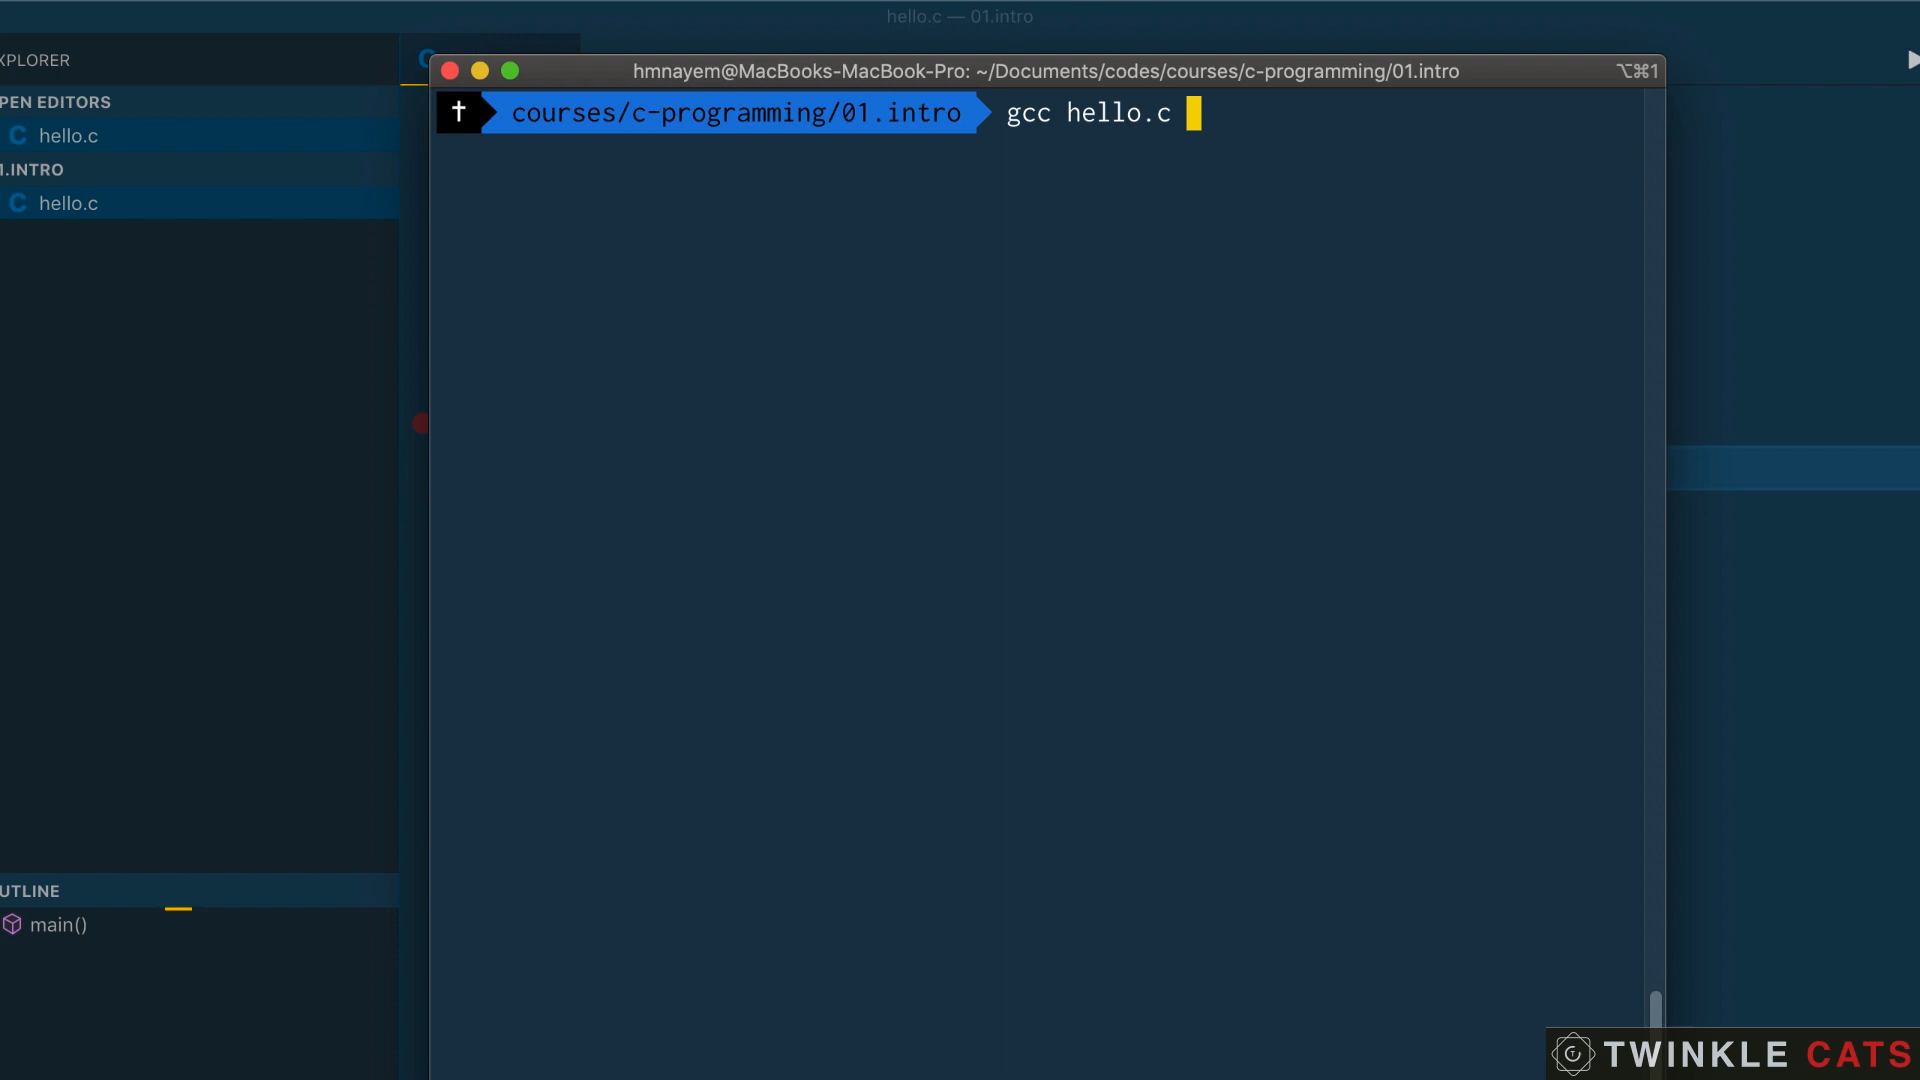 hello.c — 01.intro
XPLORER
PEN EDITORS
C hello.c
1.INTRO
C hello.c
UTLINE
main()
C
hmnayem@MacBooks-MacBook-Pro: ~/Documents/codes/courses/c-programming/01.intro ⌥⌘1
† courses/c-programming/01.intro gcc hello.c
TWINKLE CATS